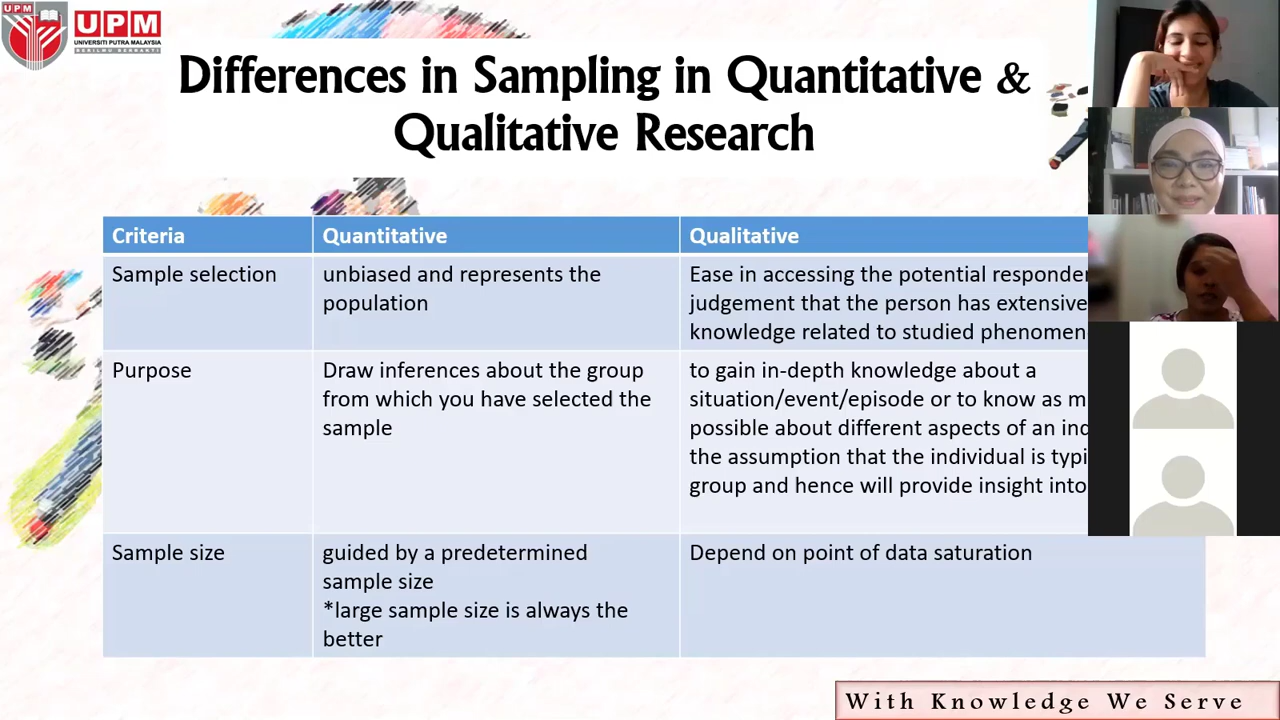 UPM
UPM
UNIVERSITI PUTRA MALAYSIA
BERILMU BERBAKTI
Differences in Sampling in Quantitative &
Qualitative Research
Criteria
Quantitative
Qualitative
Sample selection
unbiased and represents the
population
Ease in accessing the potential
judgement that the person has extensive
knowledge related to studied
Purpose
Draw inferences about the group
from which you have selected the
sample
to gain in-depth knowledge about a
situation/event/episode or to know as
possible about different aspects of an
the assumption that the individual is
group and hence will provide insight into
Sample size
guided by a predetermined
sample size
*large sample size is always the
better
Depend on point of data saturation
With Knowledge We Serve